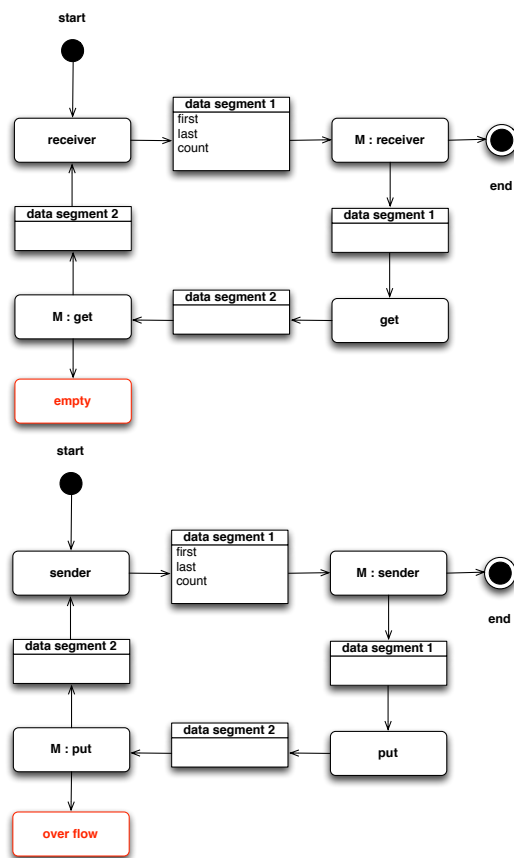 start
data segment 1
first
last
count
receiver
M : receiver
end
data segment 2
data segment 1
M : get
data segment 2
get
empty
start
data segment 1
first
last
count
sender
M : sender
end
data segment 2
data segment 1
M : put
data segment 2
put
over flow